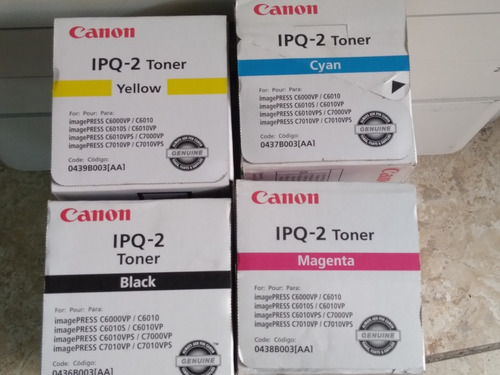 Canon
IPQ-2 Toner
Yellow
For: Pour: Para:
imagePRESS C6000VP / C6010
imagePRESS C6010S / C6010VP
imagePRESS C6010VPS / C7000VP
imagePRESS C7010VP / C7010VPS
Code: Código:
0439B003[AA]
GENUINE
Canon
IPQ-2 Toner
Cyan
For: Pour: Para:
imagePRESS C6000VP / C6010
imagePRESS C6010S / C6010VP
imagePRESS C6010VPS / C7000VP
imagePRESS C7010VP / C7010VPS
Code: Código:
0437B003[AA]
GENUINE
Canon
IPQ-2
Toner
Black
For: Pour: Para:
imagePRESS C6000VP / C6010
imagePRESS C6010S / C6010VP
imagePRESS C6010VPS / C7000VP
imagePRESS C7010VP / C7010VPS
Code: Código:
0436B003[AA]
GENUINE
Canon
IPQ-2 Toner
Magenta
For: Pour: Para:
imagePRESS C6000VP / C6010
imagePRESS C6010S / C6010VP
imagePRESS C6010VPS / C7000VP
imagePRESS C7010VP / C7010VPS
Code: Código:
0438B003[AA]
GENUINE